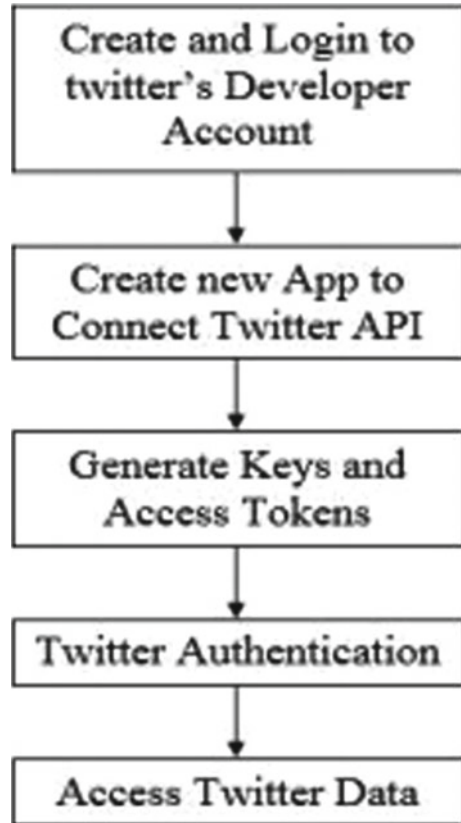 Create and Login to
twitter's Developer
Account
Create new App to
Connect Twitter API
Generate Keys and
Access Tokens
Twitter Authentication
Access Twitter Data